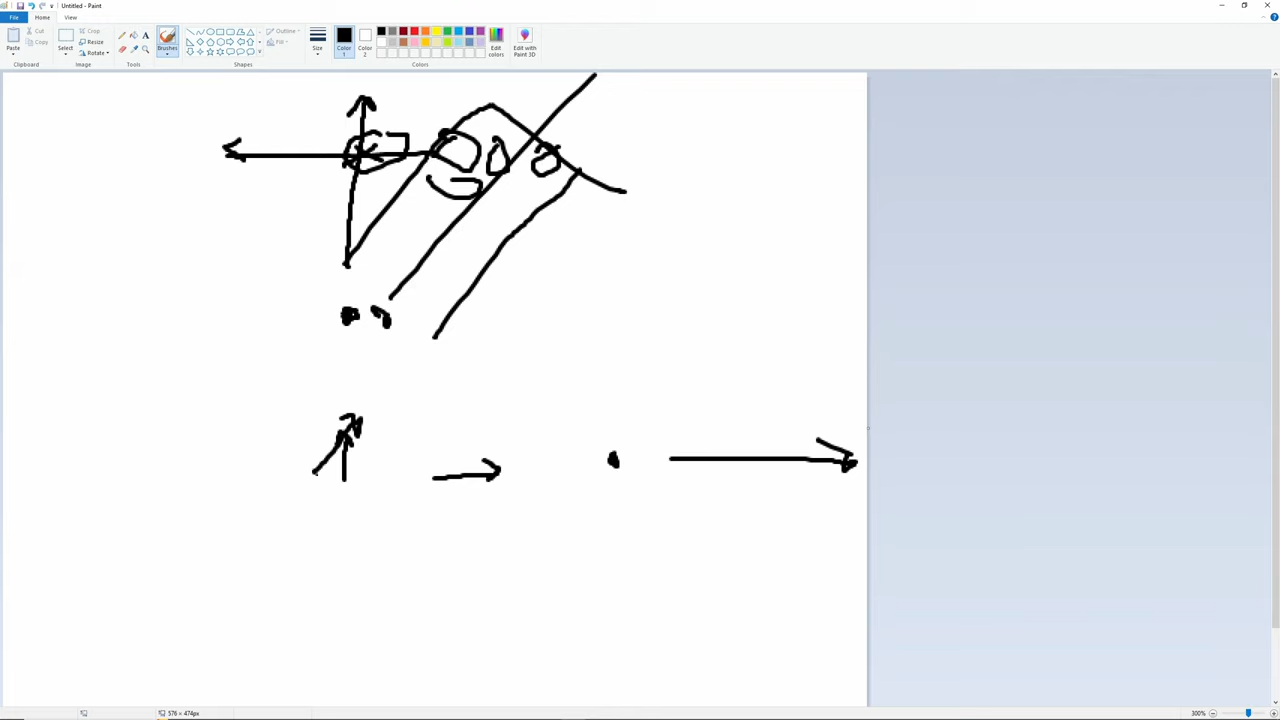 Untitled - Paint
File Home View
Paste Cut Copy Select Crop Resize Rotate A Brushes Outline Fill Size Color 1 Color 2 Edit colors Edit with Paint 3D
Clipboard Image Tools Shapes Colors
576 × 474px 300%